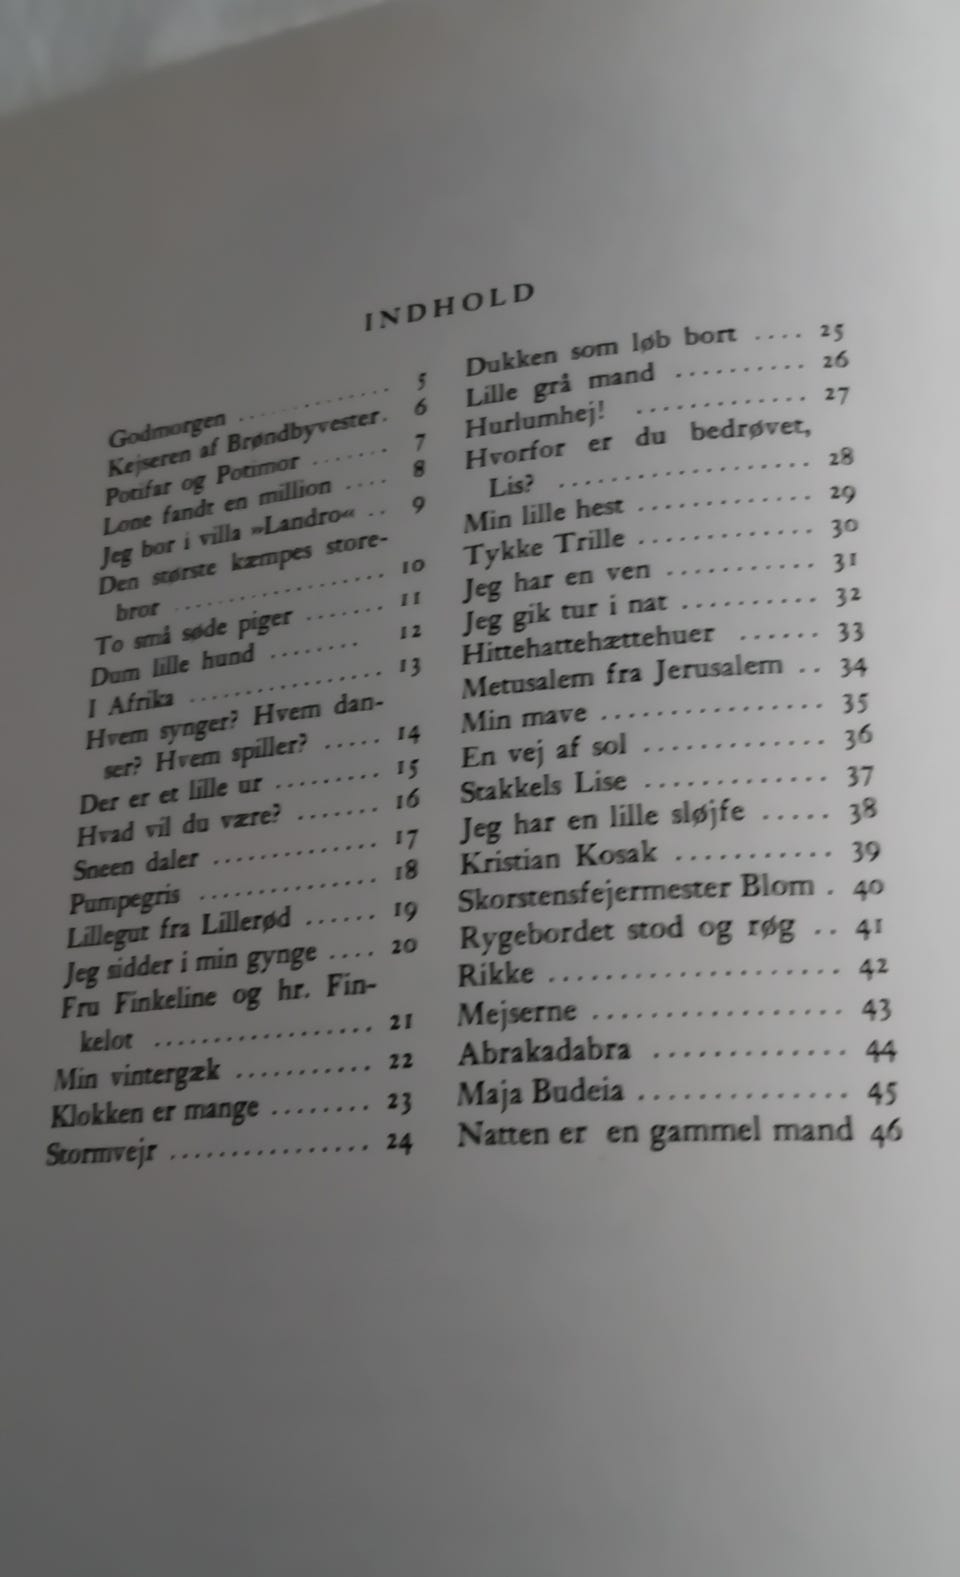 INDHOLD
Godmorgen .............. 5
Kejseren af Brøndbyvester. 6
Potifar og Potimor ....... 7
Lone fandt en million .... 8
Jeg bor i villa »Landro« .. 9
Den største kæmpes store-
bror .................. 10
To små søde piger ....... 11
Dum lille hund ........ 12
I Afrika ................. 13
Hvem synger? Hvem dan-
ser? Hvem spiller? ..... 14
Der er et lille ur ......... 15
Hvad vil du være? ....... 16
Sneen daler .............. 17
Pumpegris ............... 18
Lillegut fra Lillerød ...... 19
Jeg sidder i min gynge .... 20
Fru Finkeline og hr. Fin-
kelot .................. 21
Min vintergæk ........... 22
Klokken er mange ........ 23
Stormvejr ................ 24
Dukken som løb bort .... 25
Lille grå mand .......... 26
Hurlumhej! ............. 27
Hvorfor er du bedrøvet,
Lis? ................... 28
Min lille hest ............ 29
Tykke Trille ............. 30
Jeg har en ven ........... 31
Jeg gik tur i nat .......... 32
Hittehattehættehuer ...... 33
Metusalem fra Jerusalem .. 34
Min mave ................ 35
En vej af sol ............. 36
Stakkels Lise ............. 37
Jeg har en lille sløjfe ..... 38
Kristian Kosak ........... 39
Skorstensfejermester Blom . 40
Rygebordet stod og røg .. 41
Rikke .................... 42
Mejserne ................. 43
Abrakadabra ............. 44
Maja Budeia .............. 45
Natten er en gammel mand 46